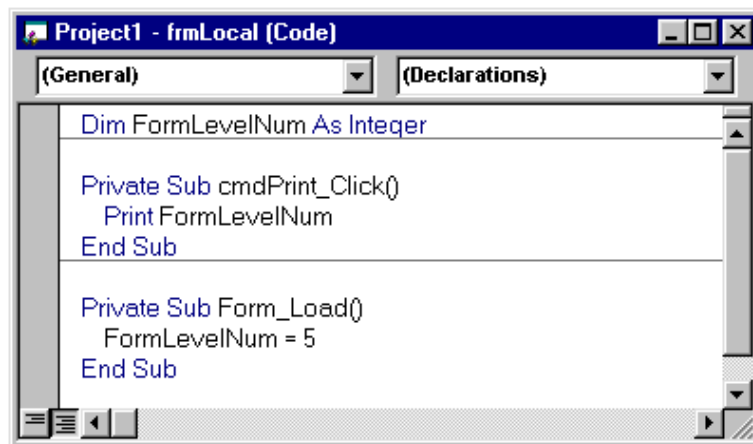 Project1 - frmLocal (Code)
(General) (Declarations)
Dim FormLevelNum As Integer
Private Sub cmdPrint_Click()
Print FormLevelNum
End Sub
Private Sub Form_Load()
FormLevelNum = 5
End Sub